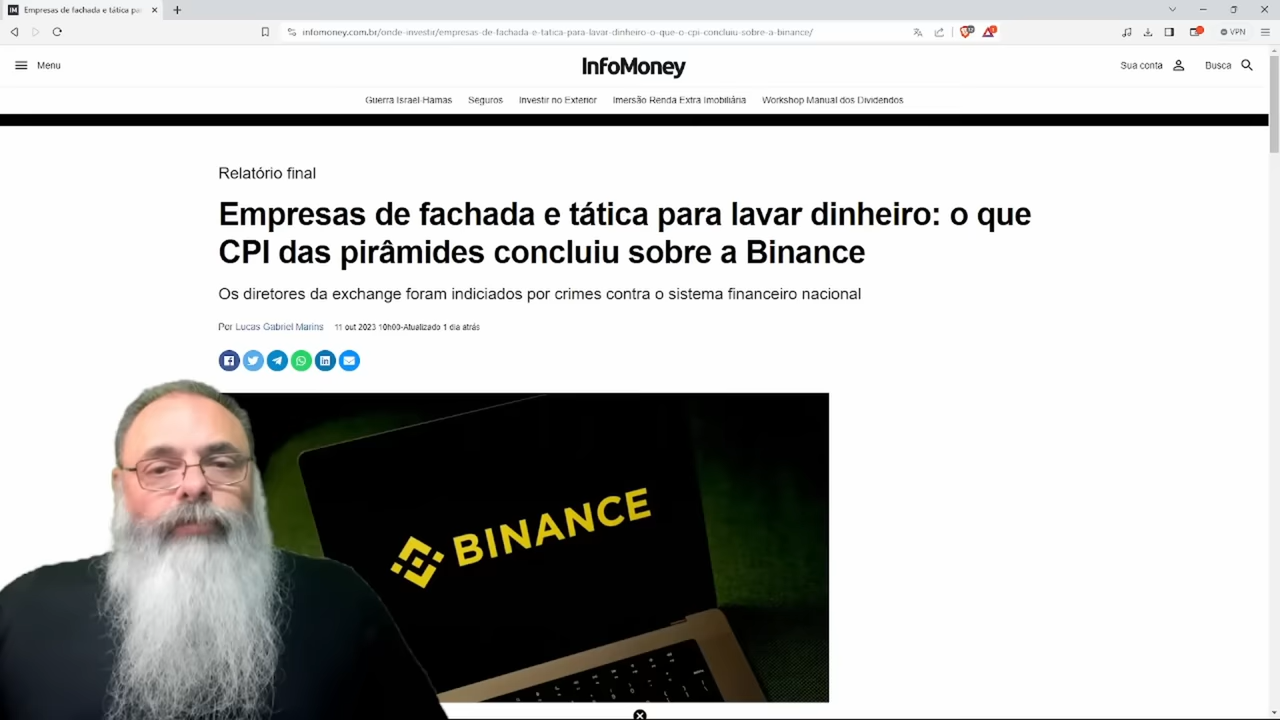 Empresas de fachada e tática pa
infomoney.com.br/onde-investir/empresas-de-fachada-e-tatica-para-lavar-dinheiro-o-que-o-cpi-concluiu-sobre-a-binance/
VPN
Menu
InfoMoney
Sua conta
Busca
Guerra Israel-Hamas Seguros Investir no Exterior Imersão Renda Extra Imobiliária Workshop Manual dos Dividendos
Relatório final
Empresas de fachada e tática para lavar dinheiro: o que
CPI das pirâmides concluiu sobre a Binance
Os diretores da exchange foram indiciados por crimes contra o sistema financeiro nacional
Por Lucas Gabriel Marins 11 out 2023 10h00-Atualizado 1 dia atrás
BINANCE